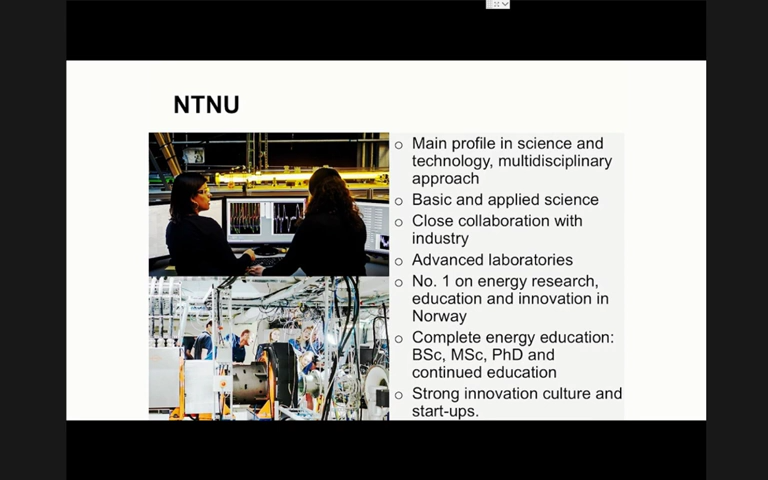 NTNU
○ Main profile in science and
technology, multidisciplinary
approach
○ Basic and applied science
○ Close collaboration with
industry
○ Advanced laboratories
○ No. 1 on energy research,
education and innovation in
Norway
○ Complete energy education:
BSc, MSc, PhD and
continued education
○ Strong innovation culture and
start-ups.